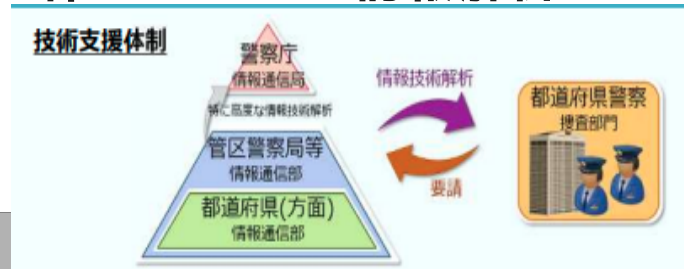 技術支援体制
警察庁
情報通信局
特に高度な情報技術解析
管区警察局等
情報通信部
都道府県(方面)
情報通信部
情報技術解析
要請
都道府県警察
捜査部門